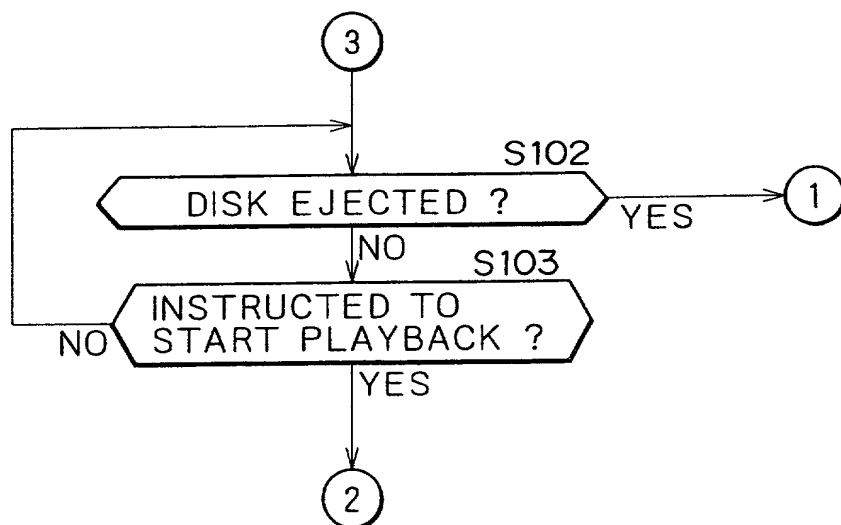 3
S102
DISK EJECTED ?
1
YES
NO
S103
INSTRUCTED TO
START PLAYBACK ?
NO
YES
2